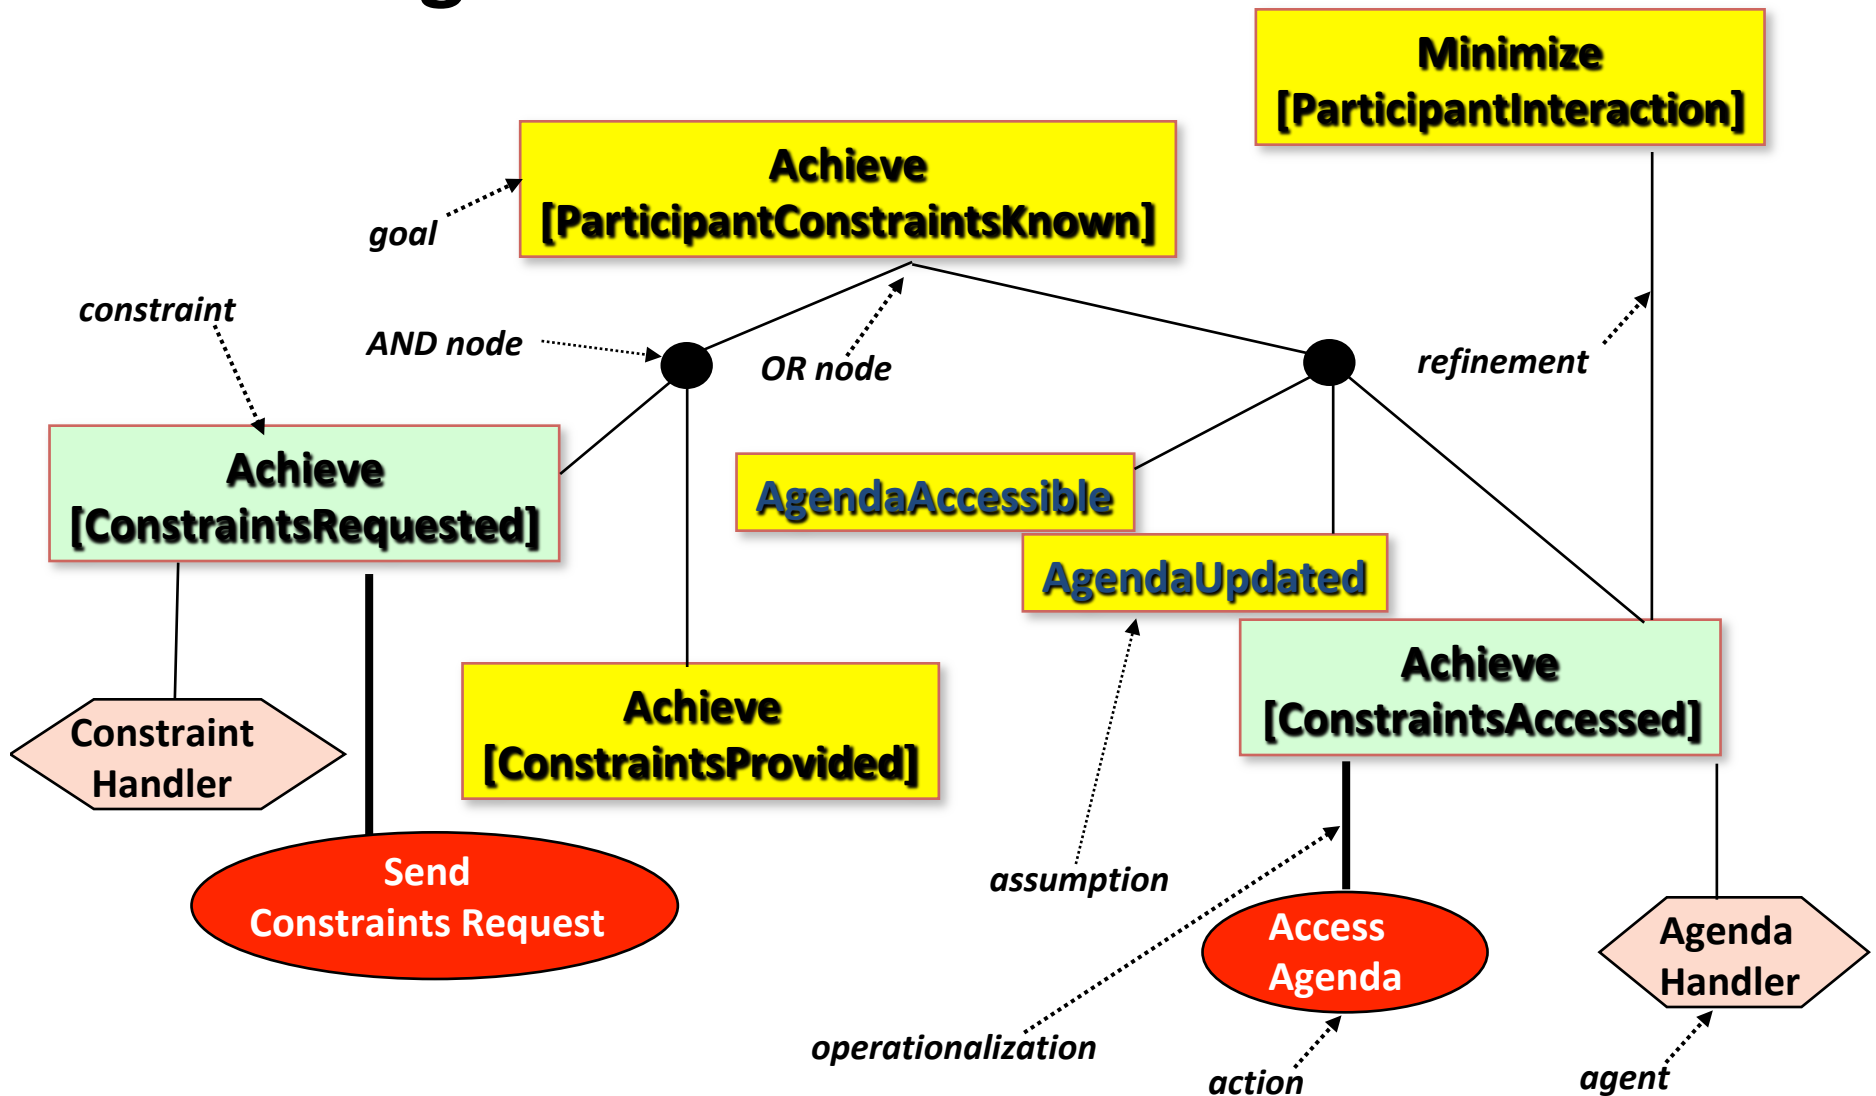 Minimize
[ParticipantInteraction]
Achieve
[ParticipantConstraintsKnown]
goal
constraint
AND node
OR node
refinement
Achieve
[ConstraintsRequested]
AgendaAccessible
AgendaUpdated
Achieve
[ConstraintsAccessed]
Constraint
Handler
Achieve
[ConstraintsProvided]
Send
Constraints Request
assumption
Access
Agenda
Agenda
Handler
operationalization
action
agent